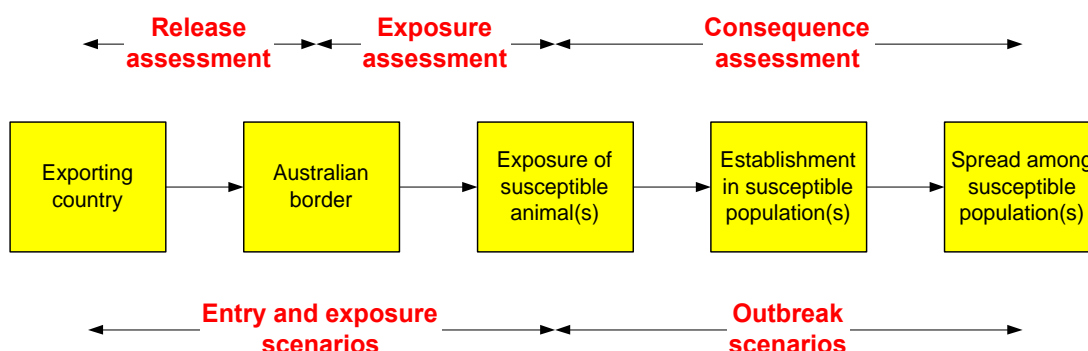 Release
assessment
Exposure
assessment
Consequence
assessment
Exporting
country
Australian
border
Exposure of
susceptible
animal(s)
Establishment
in susceptible
population(s)
Spread among
susceptible
population(s)
Entry and exposure
scenarios
Outbreak
scenarios